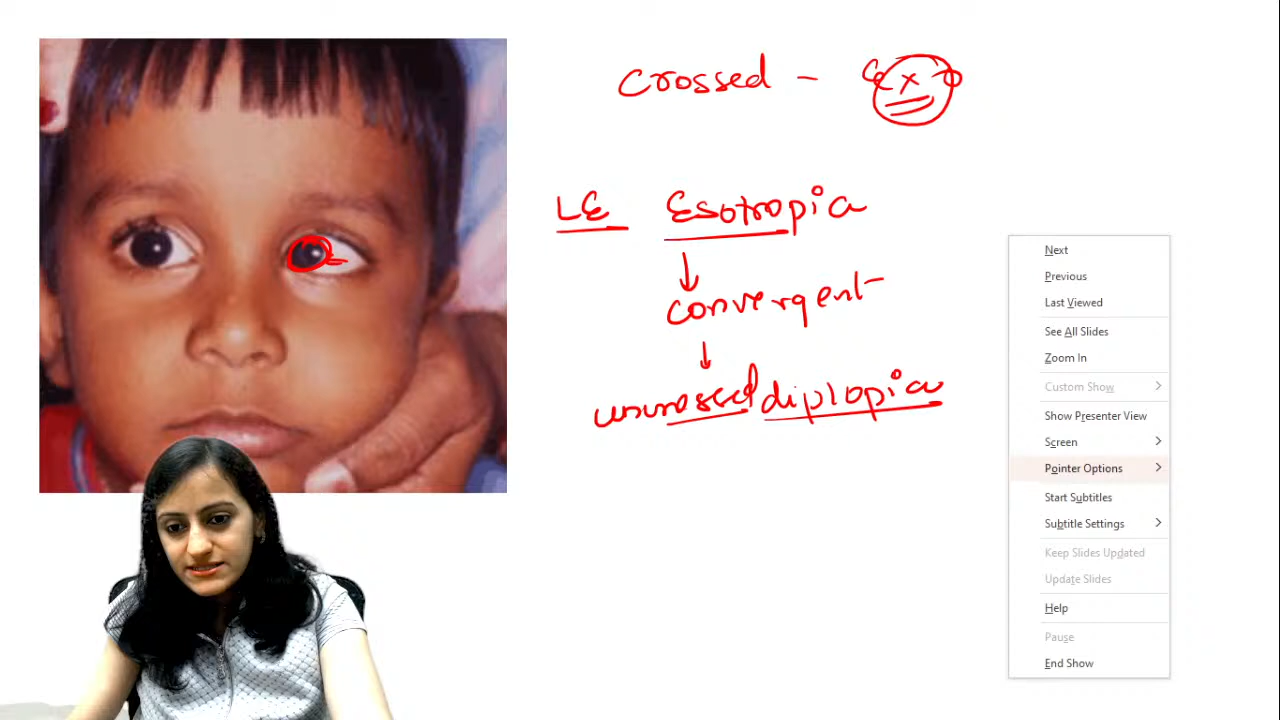 crossed - Exo
LE Esotropia
convergent
uncrossed diplopia
Next
Previous
Last Viewed
See All Slides
Zoom In
Custom Show
Show Presenter View
Screen
Pointer Options
Start Subtitles
Subtitle Settings
Keep Slides Updated
Update Slides
Help
Pause
End Show